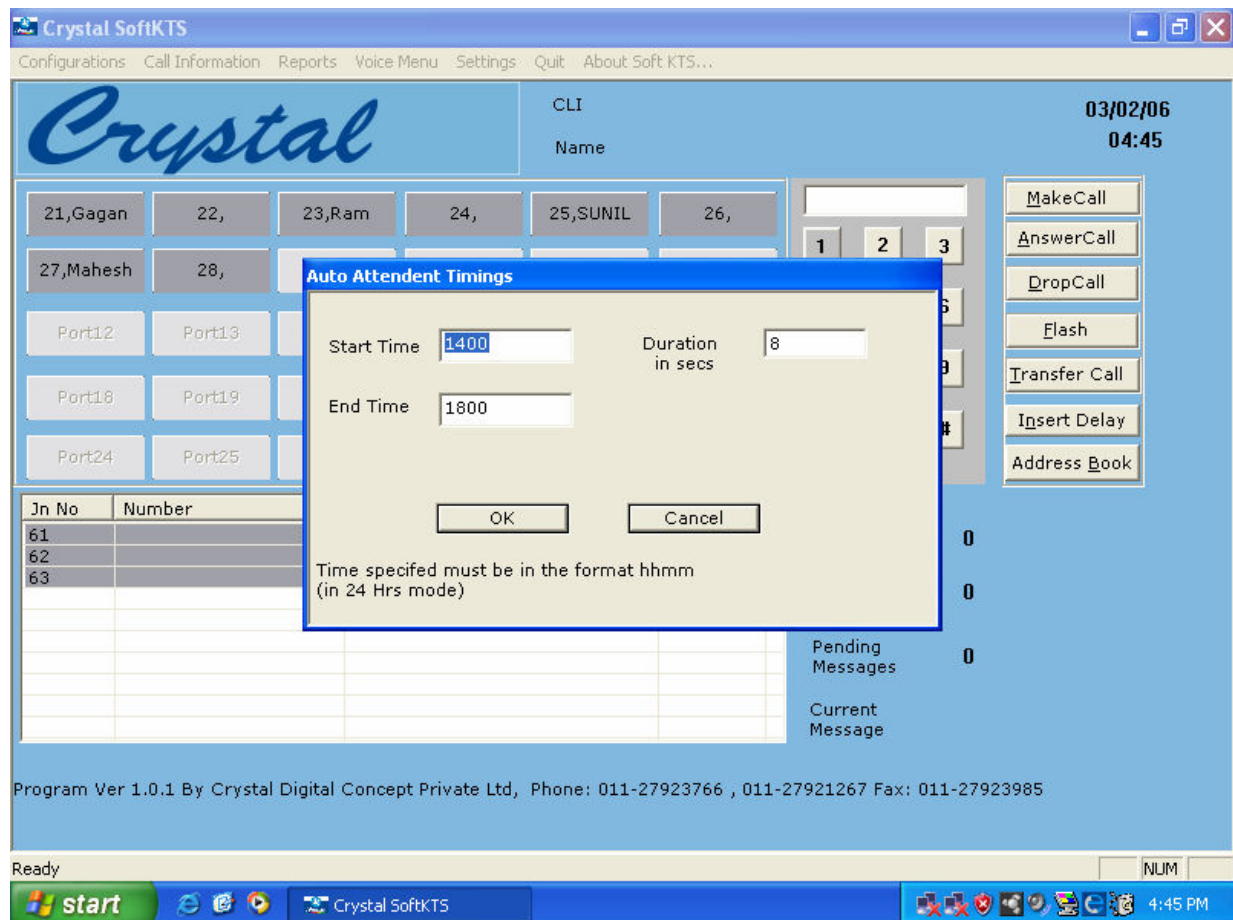 Crystal SoftKTS
Configurations Call Information Reports Voice Menu Settings Quit About Soft KTS...
Crystal
CLI
Name
03/02/06
04:45
21,Gagan 22, 23,Ram 24, 25,SUNIL 26,
27,Mahesh 28,
Port12 Port13
Port18 Port19
Port24 Port25
1 2 3
#
MakeCall
AnswerCall
DropCall
Flash
Transfer Call
Insert Delay
Address Book
Auto Attendent Timings
Start Time 1400
Duration in secs 8
End Time 1800
OK Cancel
Time specifed must be in the format hhmm
(in 24 Hrs mode)
Jn No Number
61
62
63
0
0
Pending Messages 0
Current Message
Program Ver 1.0.1 By Crystal Digital Concept Private Ltd, Phone: 011-27923766 , 011-27921267 Fax: 011-27923985
Ready NUM
start Crystal SoftKTS 4:45 PM